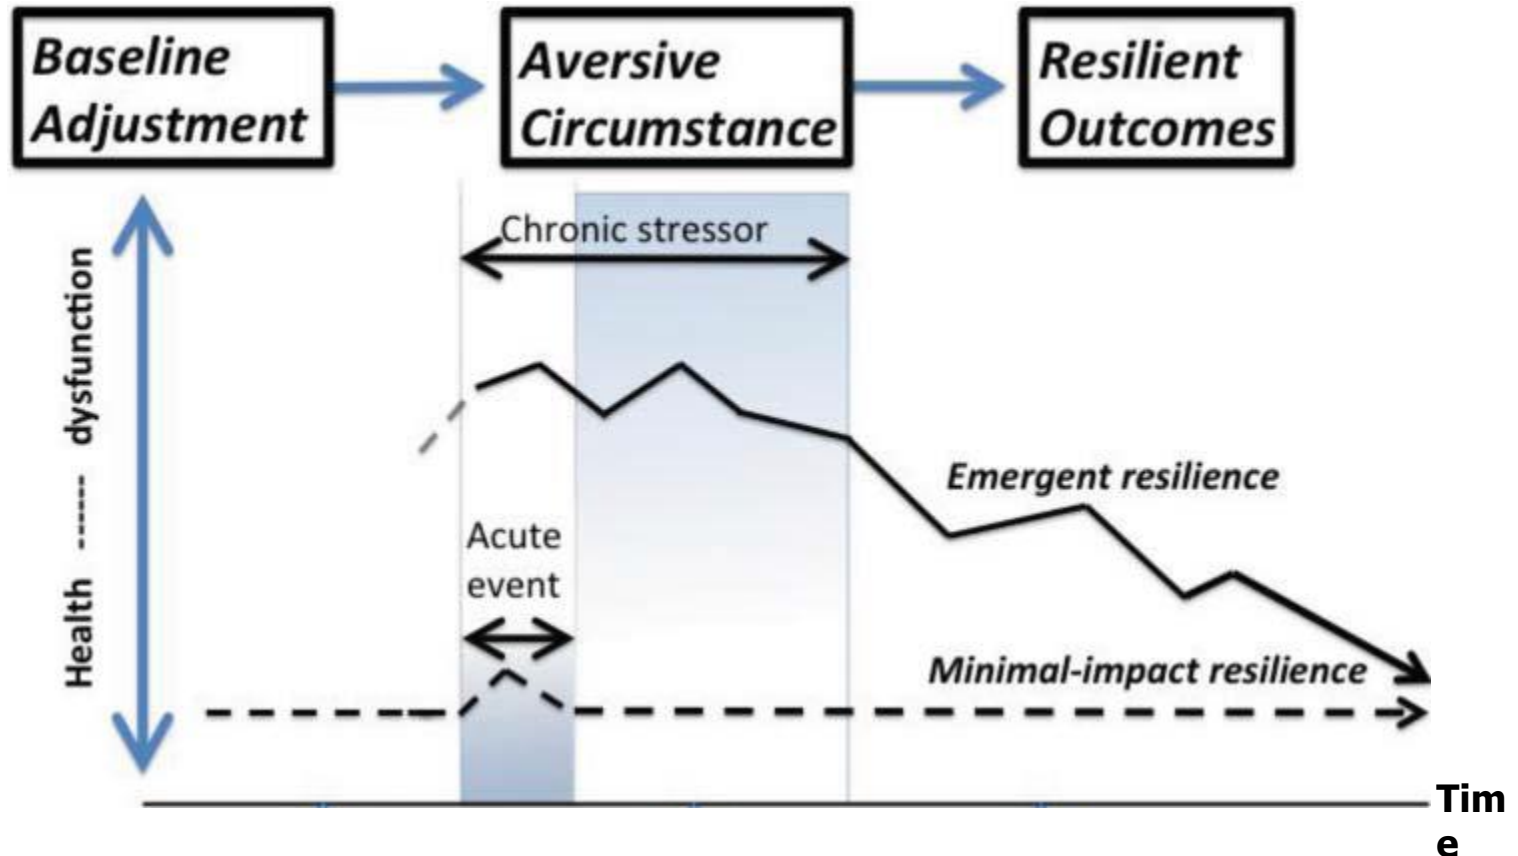 Baseline
Adjustment
Aversive
Circumstance
Resilient
Outcomes
Chronic stressor
Health ------ dysfunction
Emergent resilience
Acute
event
Minimal-impact resilience
Tim
e